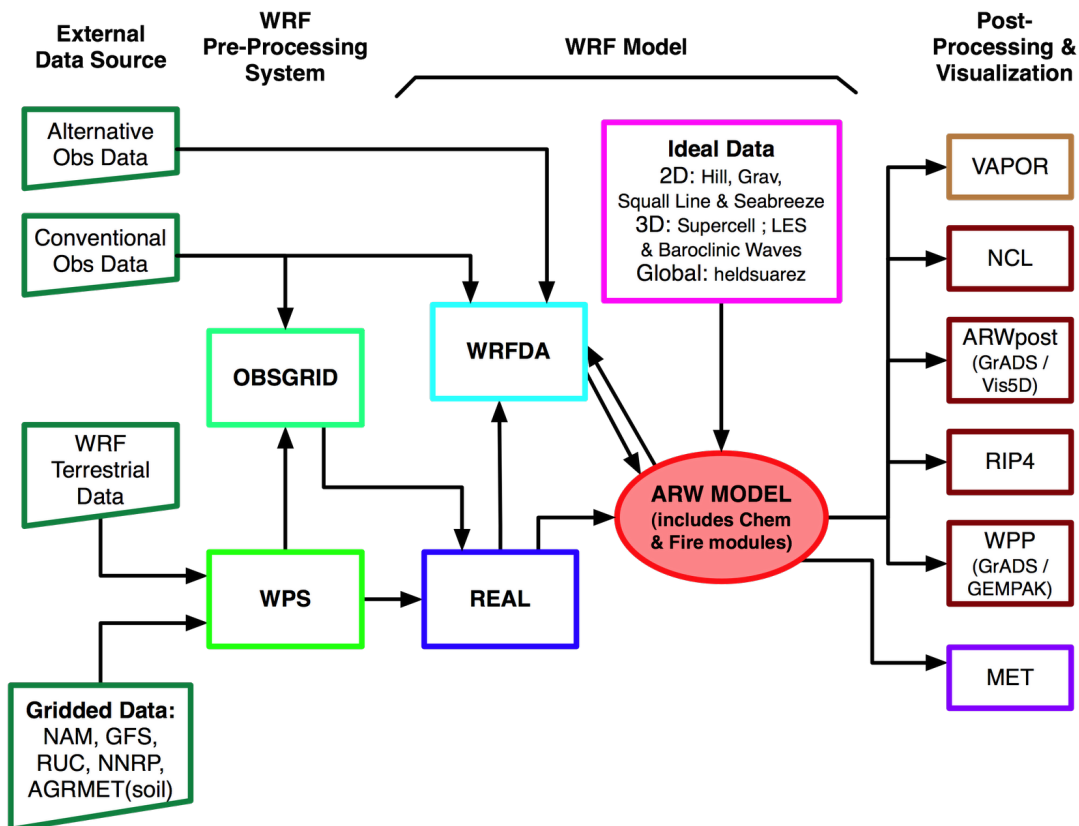 External
Data Source
WRF
Pre-Processing
System
WRF Model
Post-
Processing &
Visualization
Alternative
Obs Data
Conventional
Obs Data
WRF
Terrestrial
Data
Gridded Data:
NAM, GFS,
RUC, NNRP,
AGRMET(soil)
OBSGRID
WPS
WRFDA
REAL
Ideal Data
2D: Hill, Grav,
Squall Line & Seabreeze
3D: Supercell ; LES
& Baroclinic Waves
Global: heldsuarez
ARW MODEL
(includes Chem
& Fire modules)
VAPOR
NCL
ARWpost
(GrADS /
Vis5D)
RIP4
WPP
(GrADS /
GEMPAK)
MET